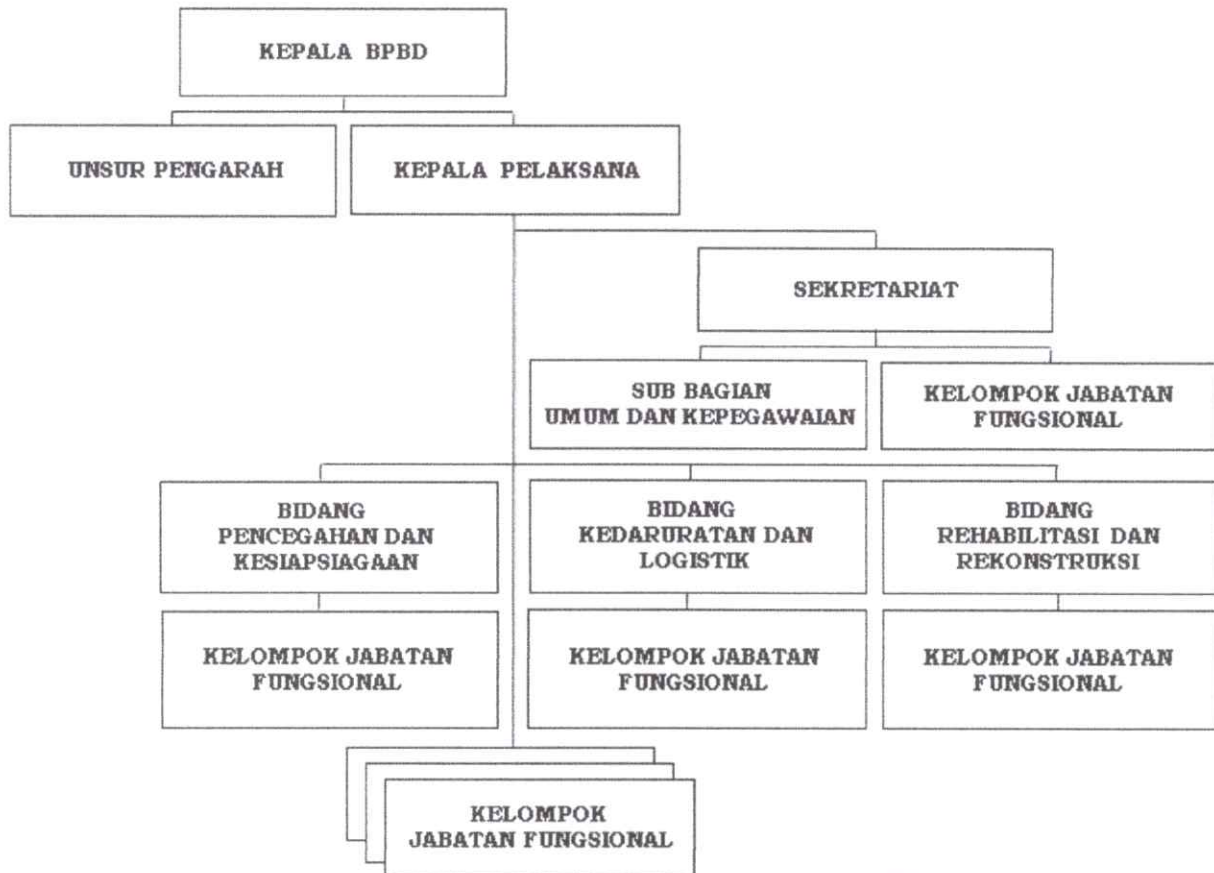 KEPALA BPBD
UNSUR PENGARAH
KEPALA PELAKSANA
SEKRETARIAT
SUB BAGIAN
UMUM DAN KEPEGAWAIAN
KELOMPOK JABATAN
FUNGSIONAL
BIDANG
PENCEGAHAN DAN
KESIAPSIAGAAN
BIDANG
KEDARURATAN DAN
LOGISTIK
BIDANG
REHABILITASI DAN
REKONSTRUKSI
KELOMPOK JABATAN
FUNGSIONAL
KELOMPOK JABATAN
FUNGSIONAL
KELOMPOK JABATAN
FUNGSIONAL
KELOMPOK
JABATAN FUNGSIONAL